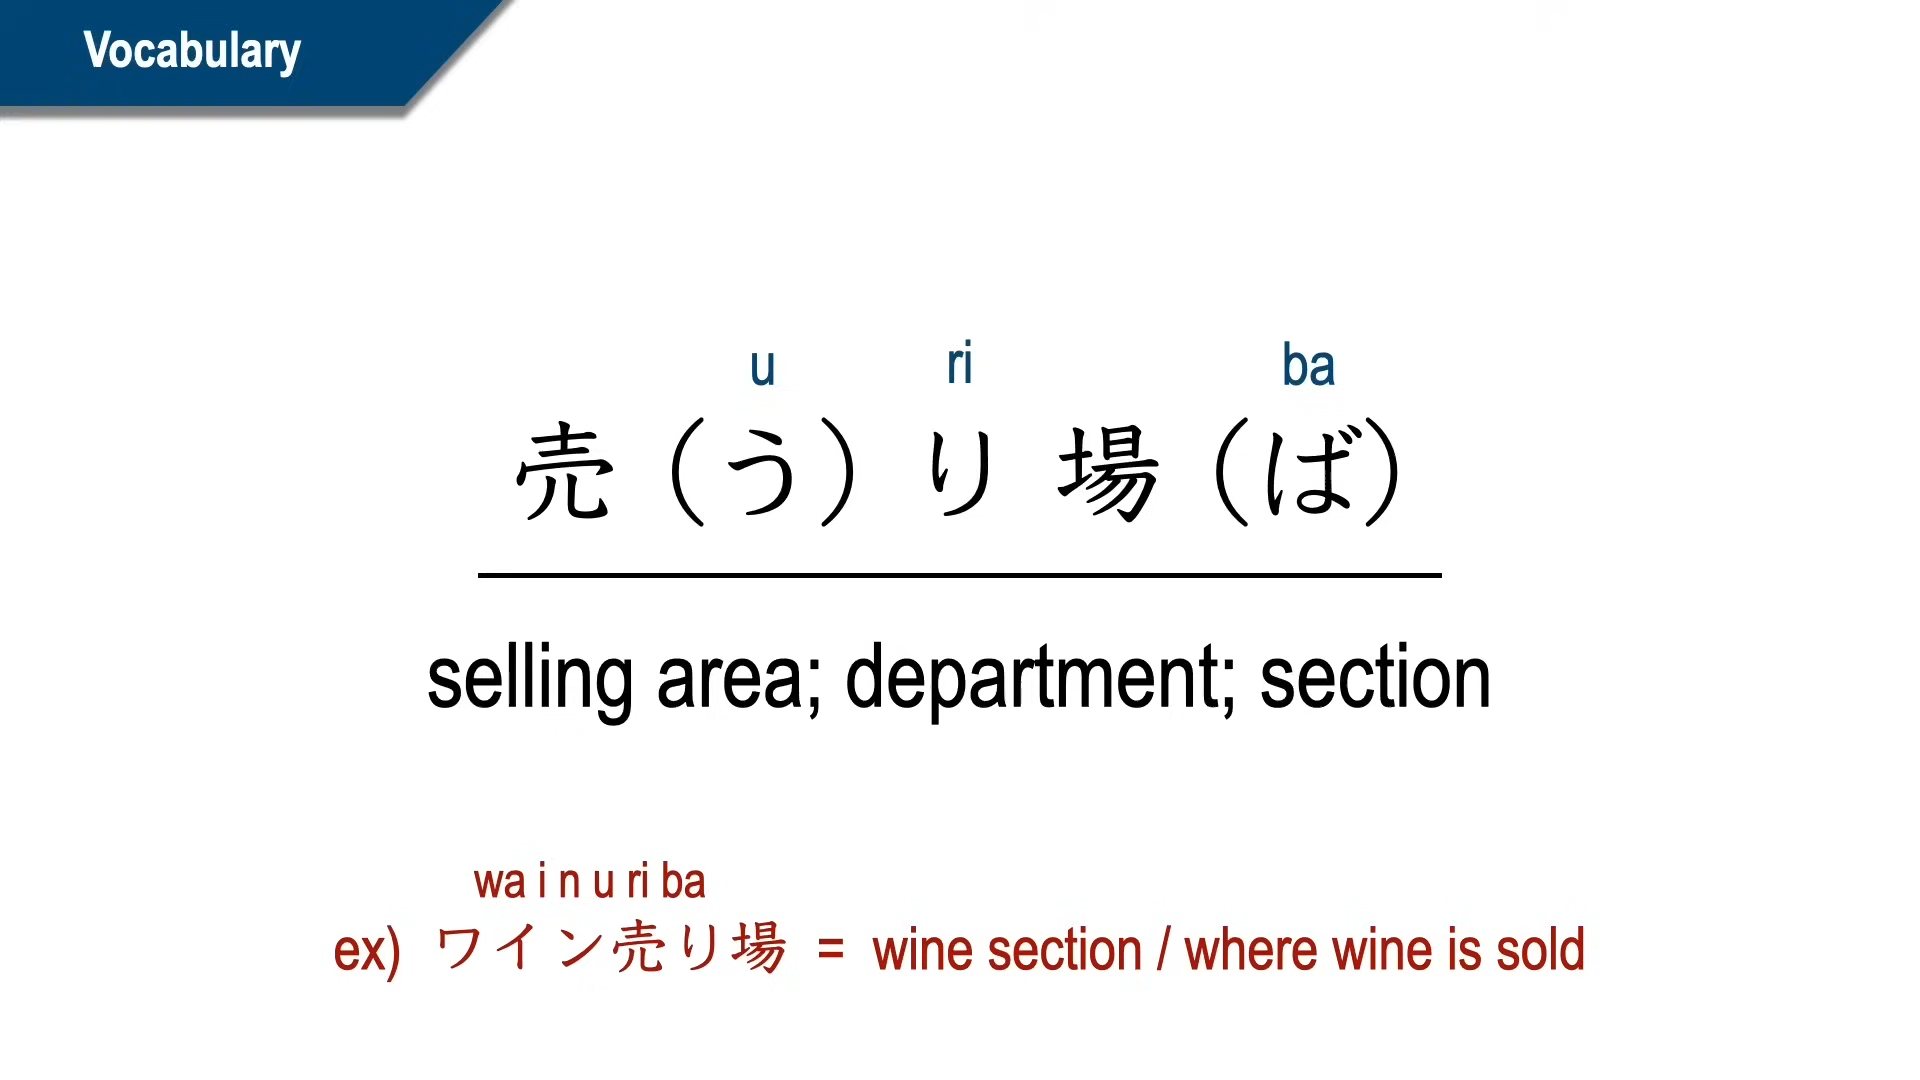 Vocabulary
u ri ba
売（う）り場（ば）
selling area; department; section
wa i n u ri ba
ex) ワイン売り場 = wine section / where wine is sold